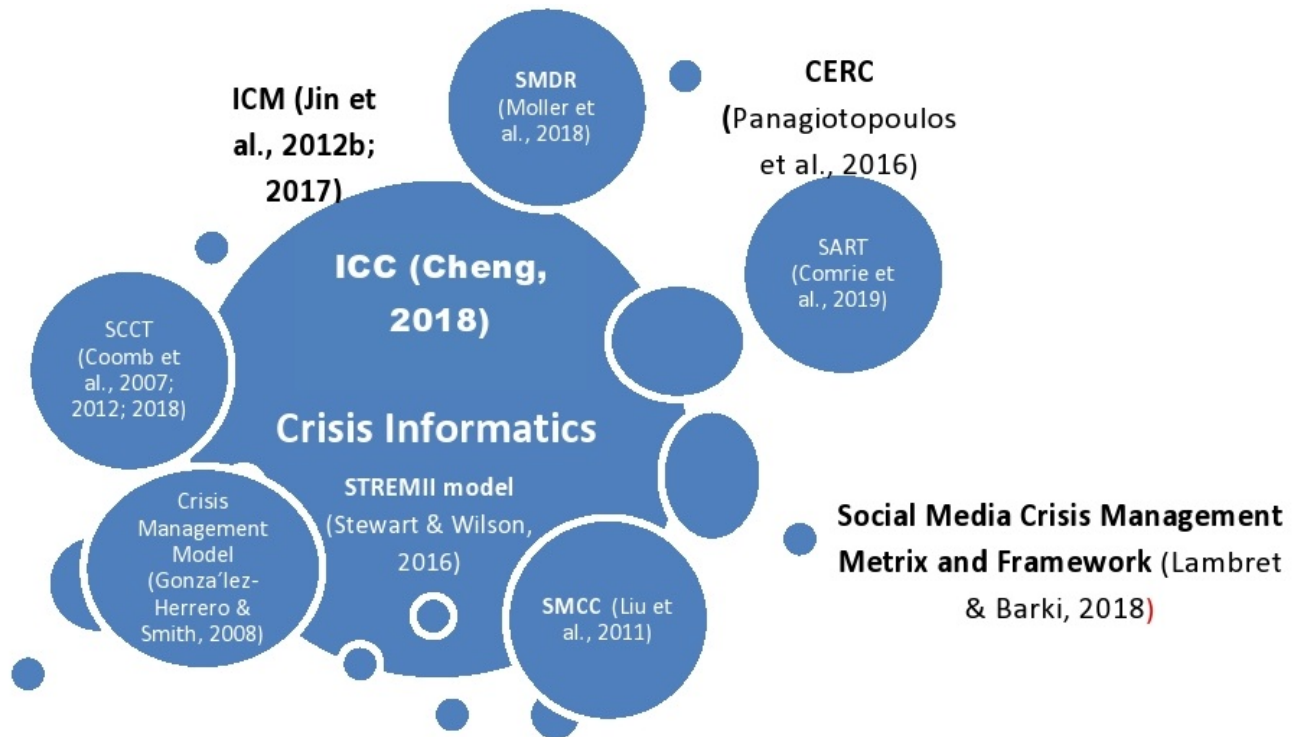 SMDR
(Moller et
al., 2018)
ICM (Jin et
al., 2012b;
2017)
CERC
(Panagiotopoulos
et al., 2016)
SART
(Comrie et
al., 2019)
ICC (Cheng,
2018)
SCCT
(Coomb et
al., 2007;
2012; 2018)
Crisis Informatics
STREMII model
(Stewart & Wilson,
2016)
Crisis
Management
Model
(Gonza´lez-
Herrero &
Smith, 2008)
SMCC (Liu et
al., 2011)
Social Media Crisis Management
Metrix and Framework (Lambret
& Barki, 2018)